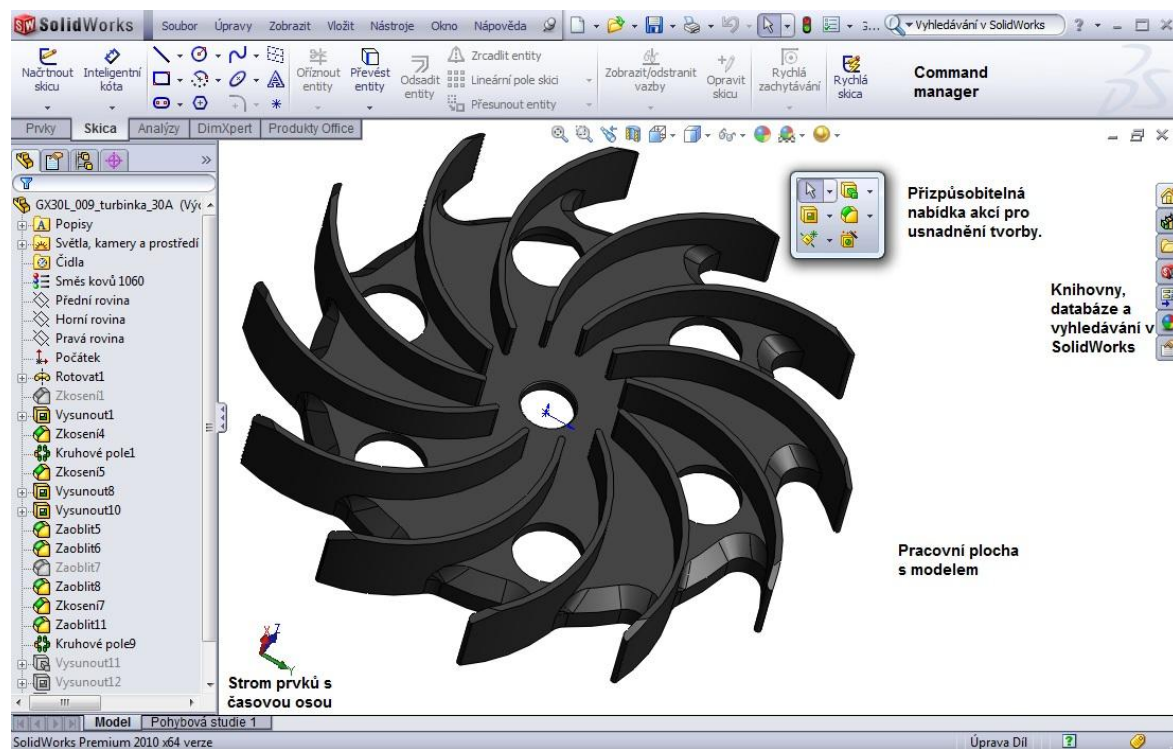 SolidWorks
Soubor Úpravy Zobrazit Vložit Nástroje Okno Nápověda
Vyhledávání v SolidWorks
Načrtnout skicu
Inteligentní kóta
Oříznout entity
Převést entity
Odsadit entity
Zrcadlit entity
Lineární pole skici
Přesunout entity
Zobrazit/odstranit vazby
Opravit skicu
Rychlá zachytávání
Rychlá skica
Command
manager
Prvky Skica Analýzy DimXpert Produkty Office
GX30L_009_turbinka_30A (Výc
Popisy
Světla, kamery a prostředí
Čidla
Směs kovů 1060
Přední rovina
Horní rovina
Pravá rovina
Počátek
Rotovat1
Zkosení1
Vysunout1
Zkosení4
Kruhové pole1
Zkosení5
Vysunout8
Vysunout10
Zaoblit5
Zaoblit6
Zaoblit7
Zaoblit8
Zkosení7
Zaoblit11
Kruhové pole9
Vysunout11
Vysunout12
Přizpůsobitelná
nabídka akcí pro
usnadnění tvorby.
Knihovny,
databáze a
vyhledávání v
SolidWorks
Pracovní plocha
s modelem
X
Z
Y
Strom prvků s
časovou osou
Model Pohybová studie 1
SolidWorks Premium 2010 x64 verze
Úprava Díl